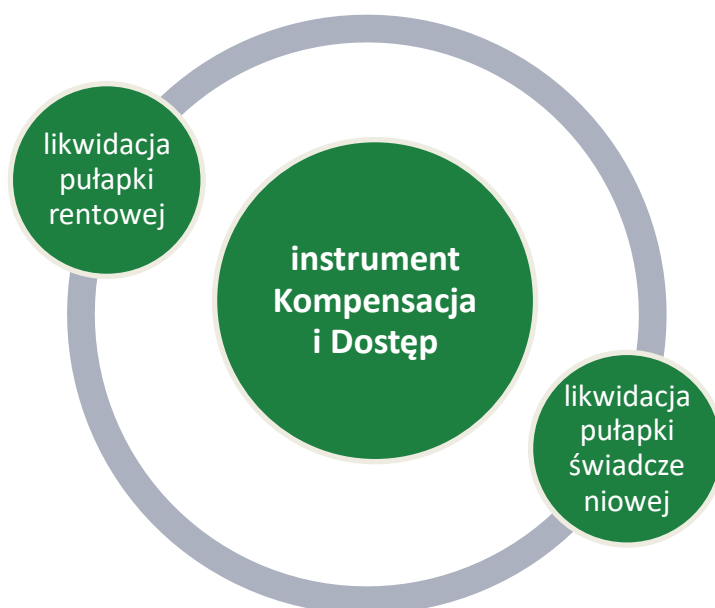 likwidacja
pułapki
rentowej
instrument
Kompensacja
i Dostęp
likwidacja
pułapki
świadcze
niowej